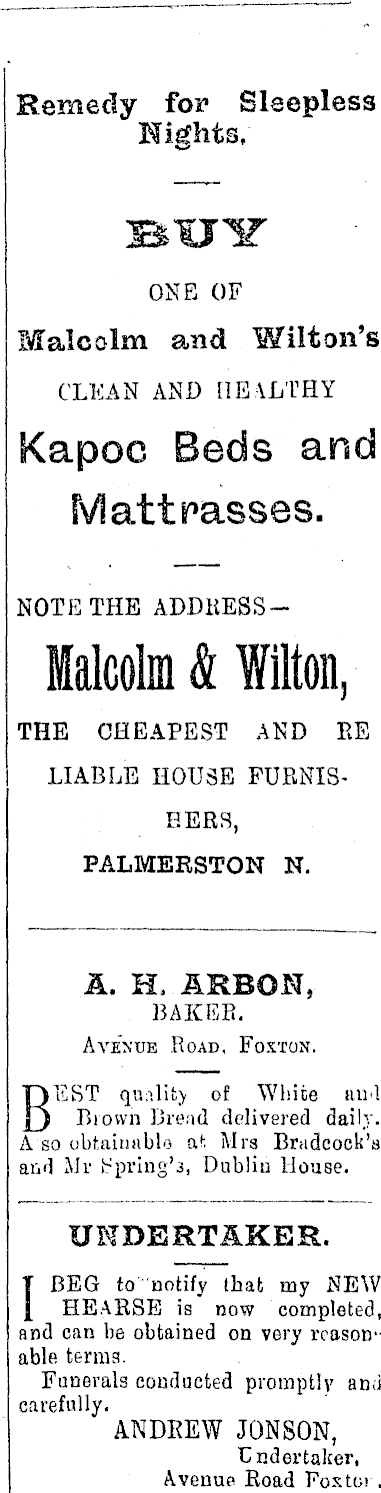 Remedy for Sleepless
Nights.
BUY
ONE OF
Malcolm and Wilton's
CLEAN AND HEALTHY
Kapoc Beds and
Mattrasses.
NOTE THE ADDRESS—
Malcolm & Wilton,
THE CHEAPEST AND RE
LIABLE HOUSE FURNIS-
HERS,
PALMERSTON N.
A. H. ARBON,
BAKER.
AVENUE ROAD, FOXTON.
BEST quality of White and
Brown Bread delivered daily.
A so obtainable at Mrs Bradcock's
and Mr Spring's, Dublin House.
UNDERTAKER.
I BEG to notify that my NEW
HEARSE is now completed,
and can be obtained on very reason-
able terms.
Funerals conducted promptly and
carefully.
ANDREW JONSON,
Undertaker,
Avenue Road Foxton.